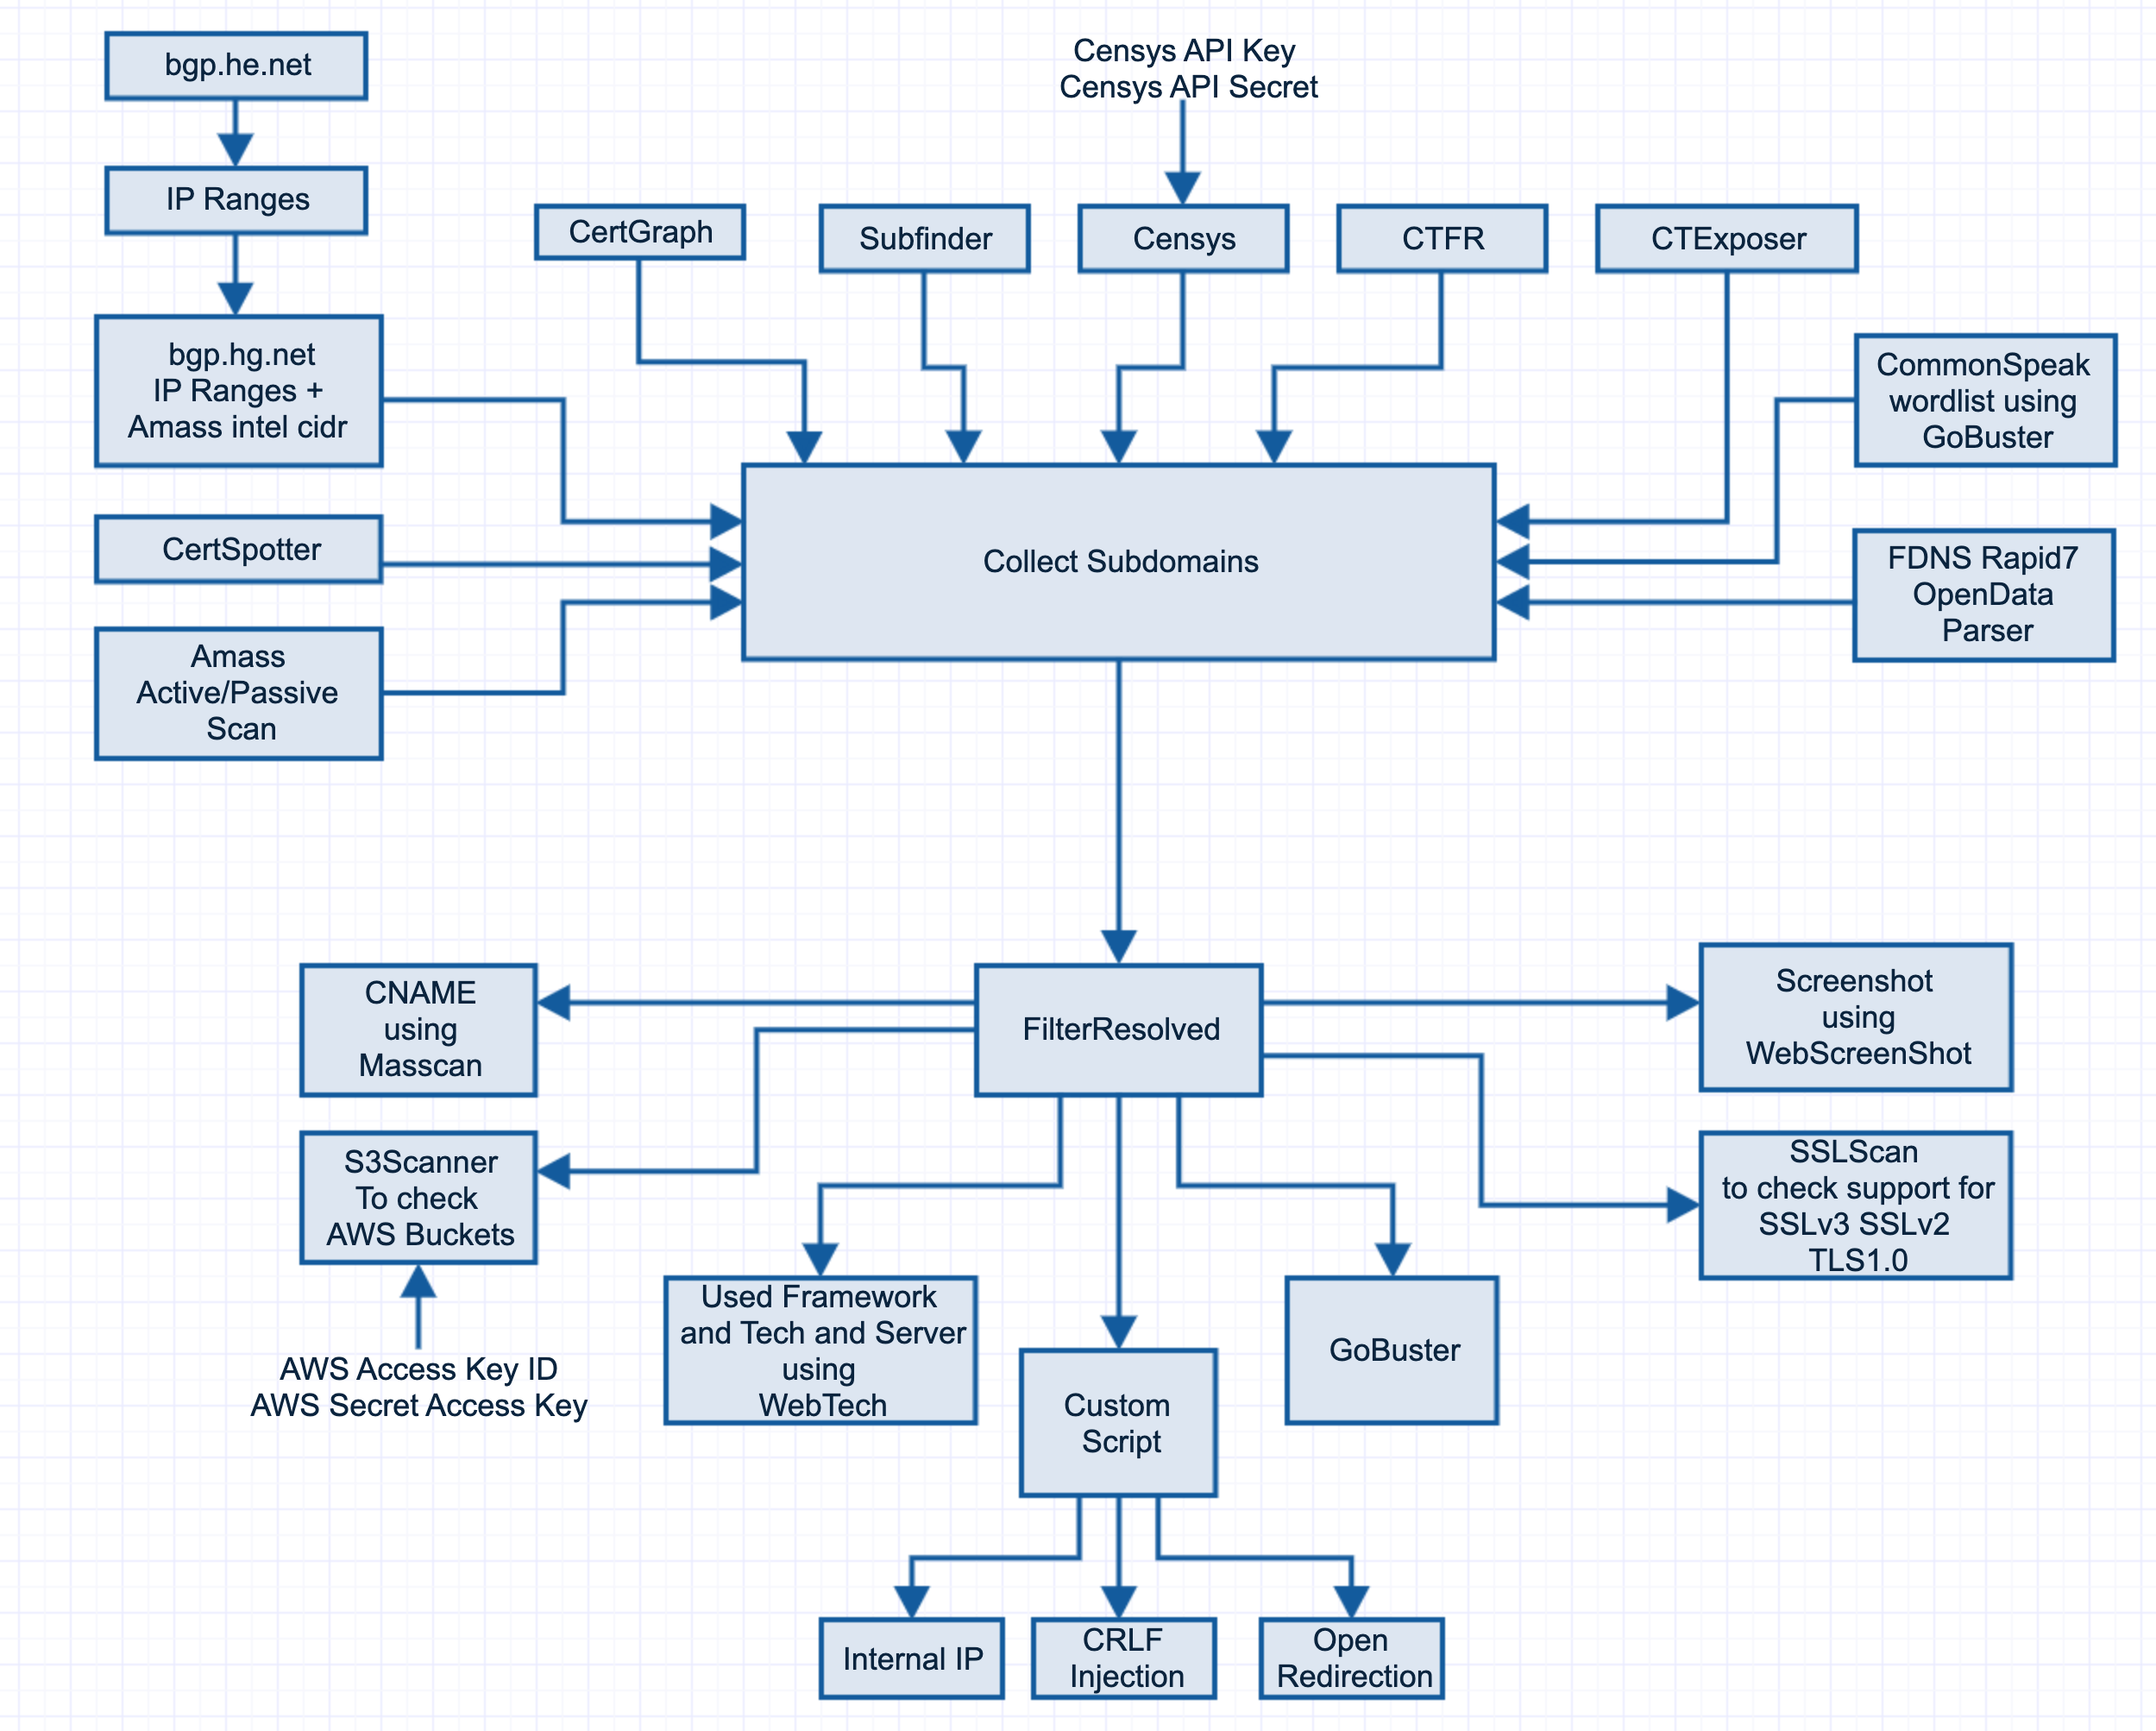 bgp.he.net
Censys API Key
Censys API Secret
IP Ranges
CertGraph
Subfinder
Censys
CTFR
CTExposer
bgp.hg.net
IP Ranges +
Amass intel cidr
CommonSpeak
wordlist using
GoBuster
CertSpotter
Collect Subdomains
FDNS Rapid7
OpenData
Parser
Amass
Active/Passive
Scan
CNAME
using
Masscan
FilterResolved
Screenshot
using
WebScreenShot
S3Scanner
To check
AWS Buckets
SSLScan
to check support for
SSLv3 SSLv2
TLS1.0
AWS Access Key ID
AWS Secret Access Key
Used Framework
and Tech and Server
using
WebTech
Custom
Script
GoBuster
Internal IP
CRLF
Injection
Open
Redirection